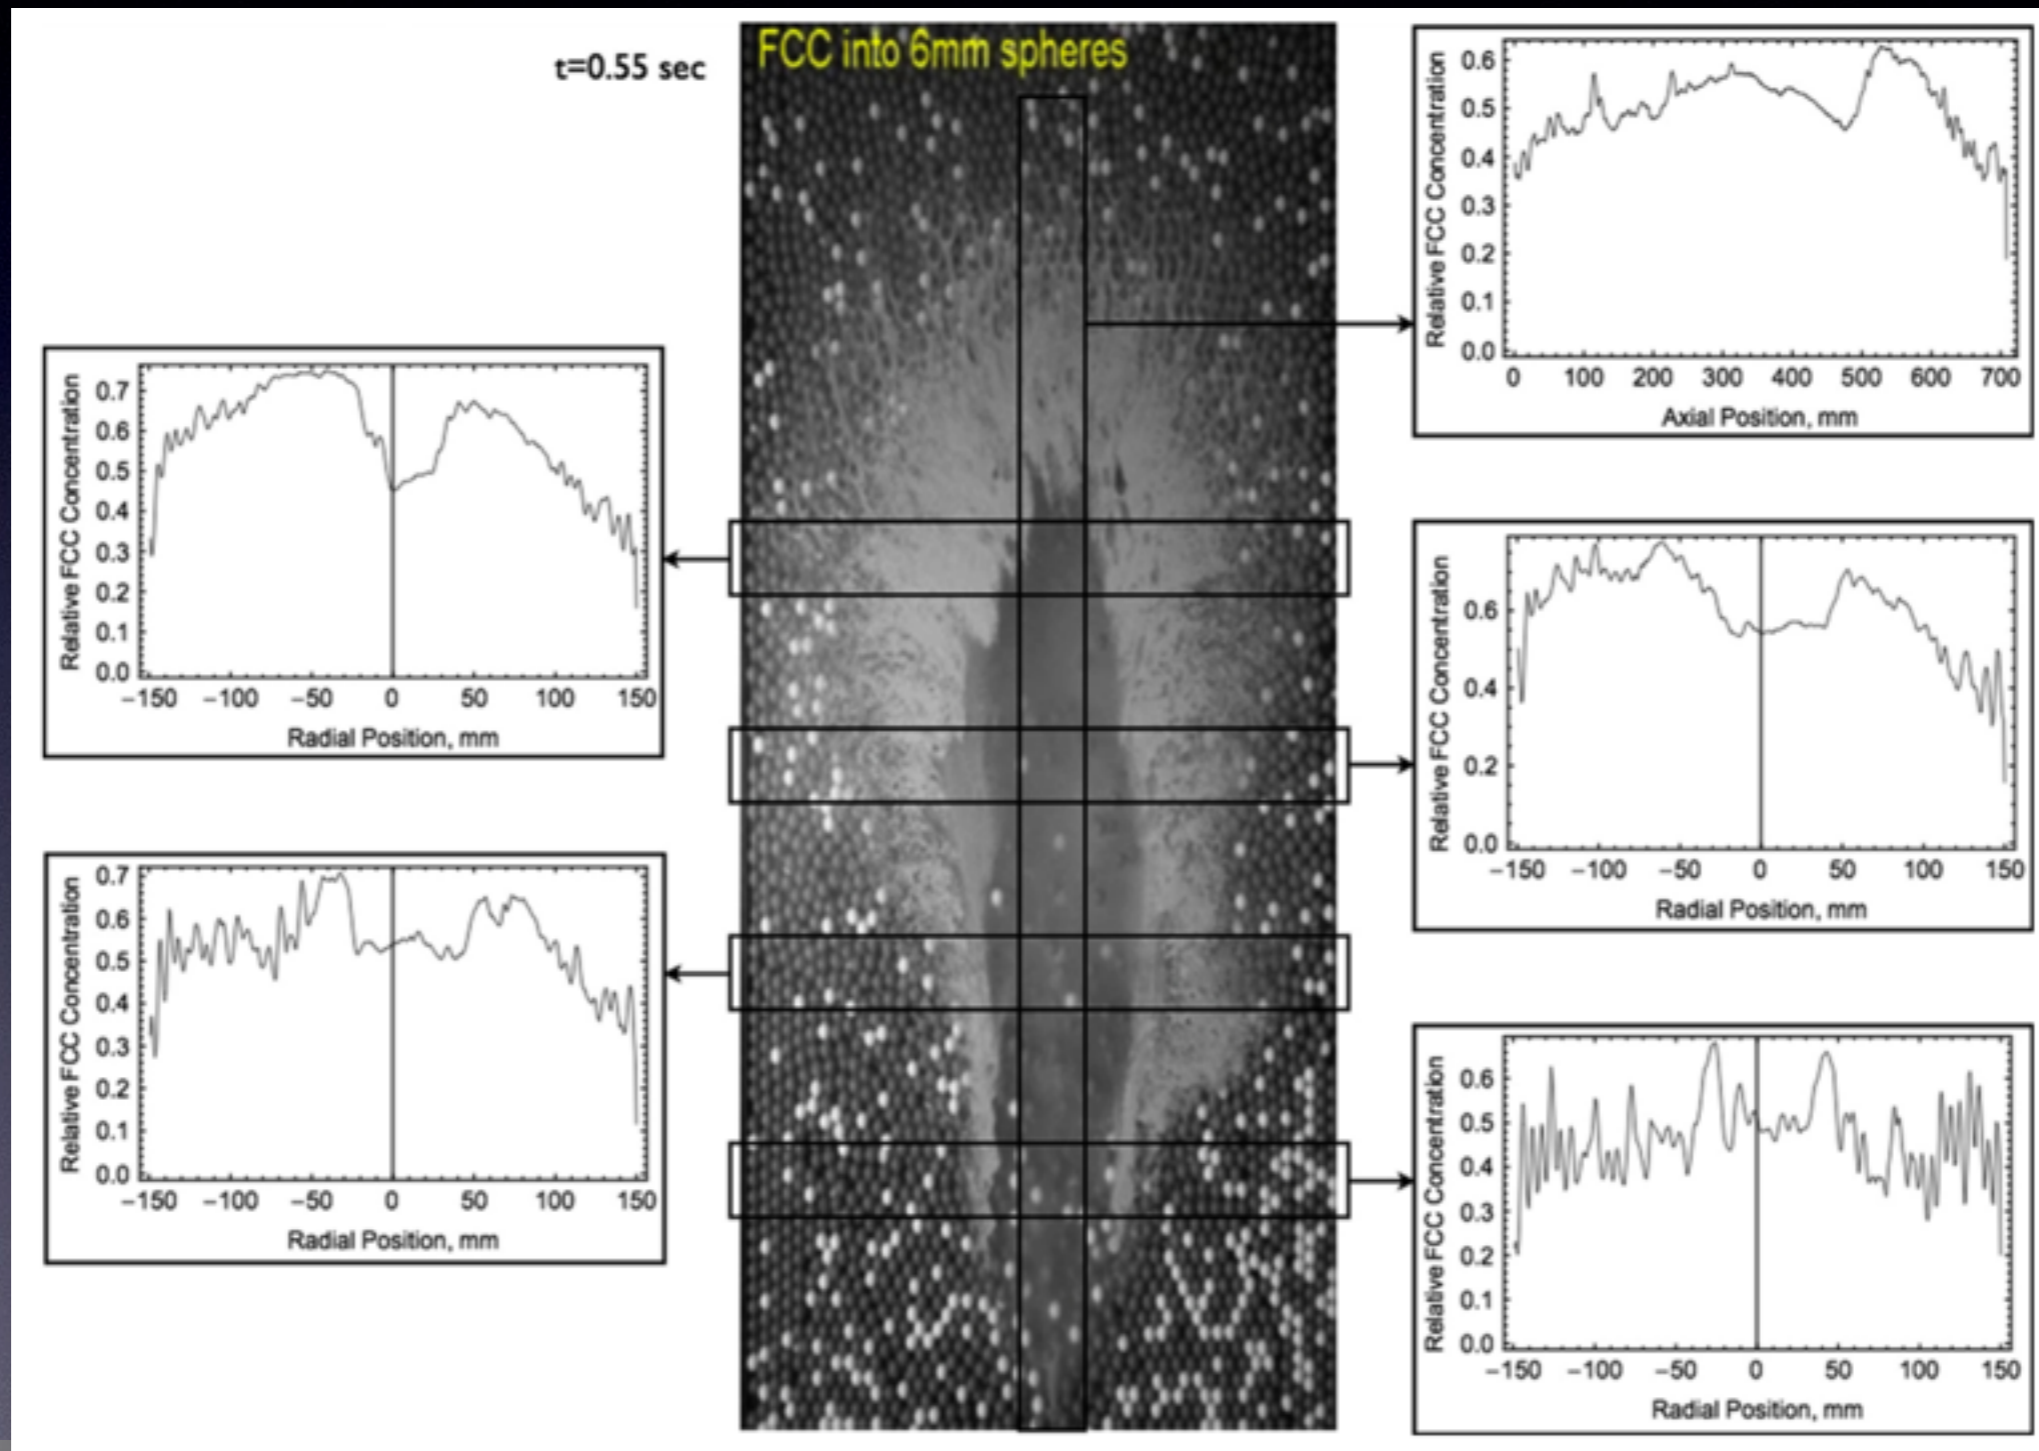 t=0.55 sec
FCC into 6mm spheres
Relative FCC Concentration
0.6
0.5
0.4
0.3
0.2
0.1
0.0
0 100 200 300 400 500 600 700
Axial Position, mm
Relative FCC Concentration
0.7
0.6
0.5
0.4
0.3
0.2
0.1
0.0
−150 −100 −50 0 50 100 150
Radial Position, mm
Relative FCC Concentration
0.6
0.4
0.2
0.0
−150 −100 −50 0 50 100 150
Radial Position, mm
Relative FCC Concentration
0.7
0.6
0.5
0.4
0.3
0.2
0.1
0.0
−150 −100 −50 0 50 100 150
Radial Position, mm
Relative FCC Concentration
0.6
0.5
0.4
0.3
0.2
0.1
0.0
−150 −100 −50 0 50 100 150
Radial Position, mm